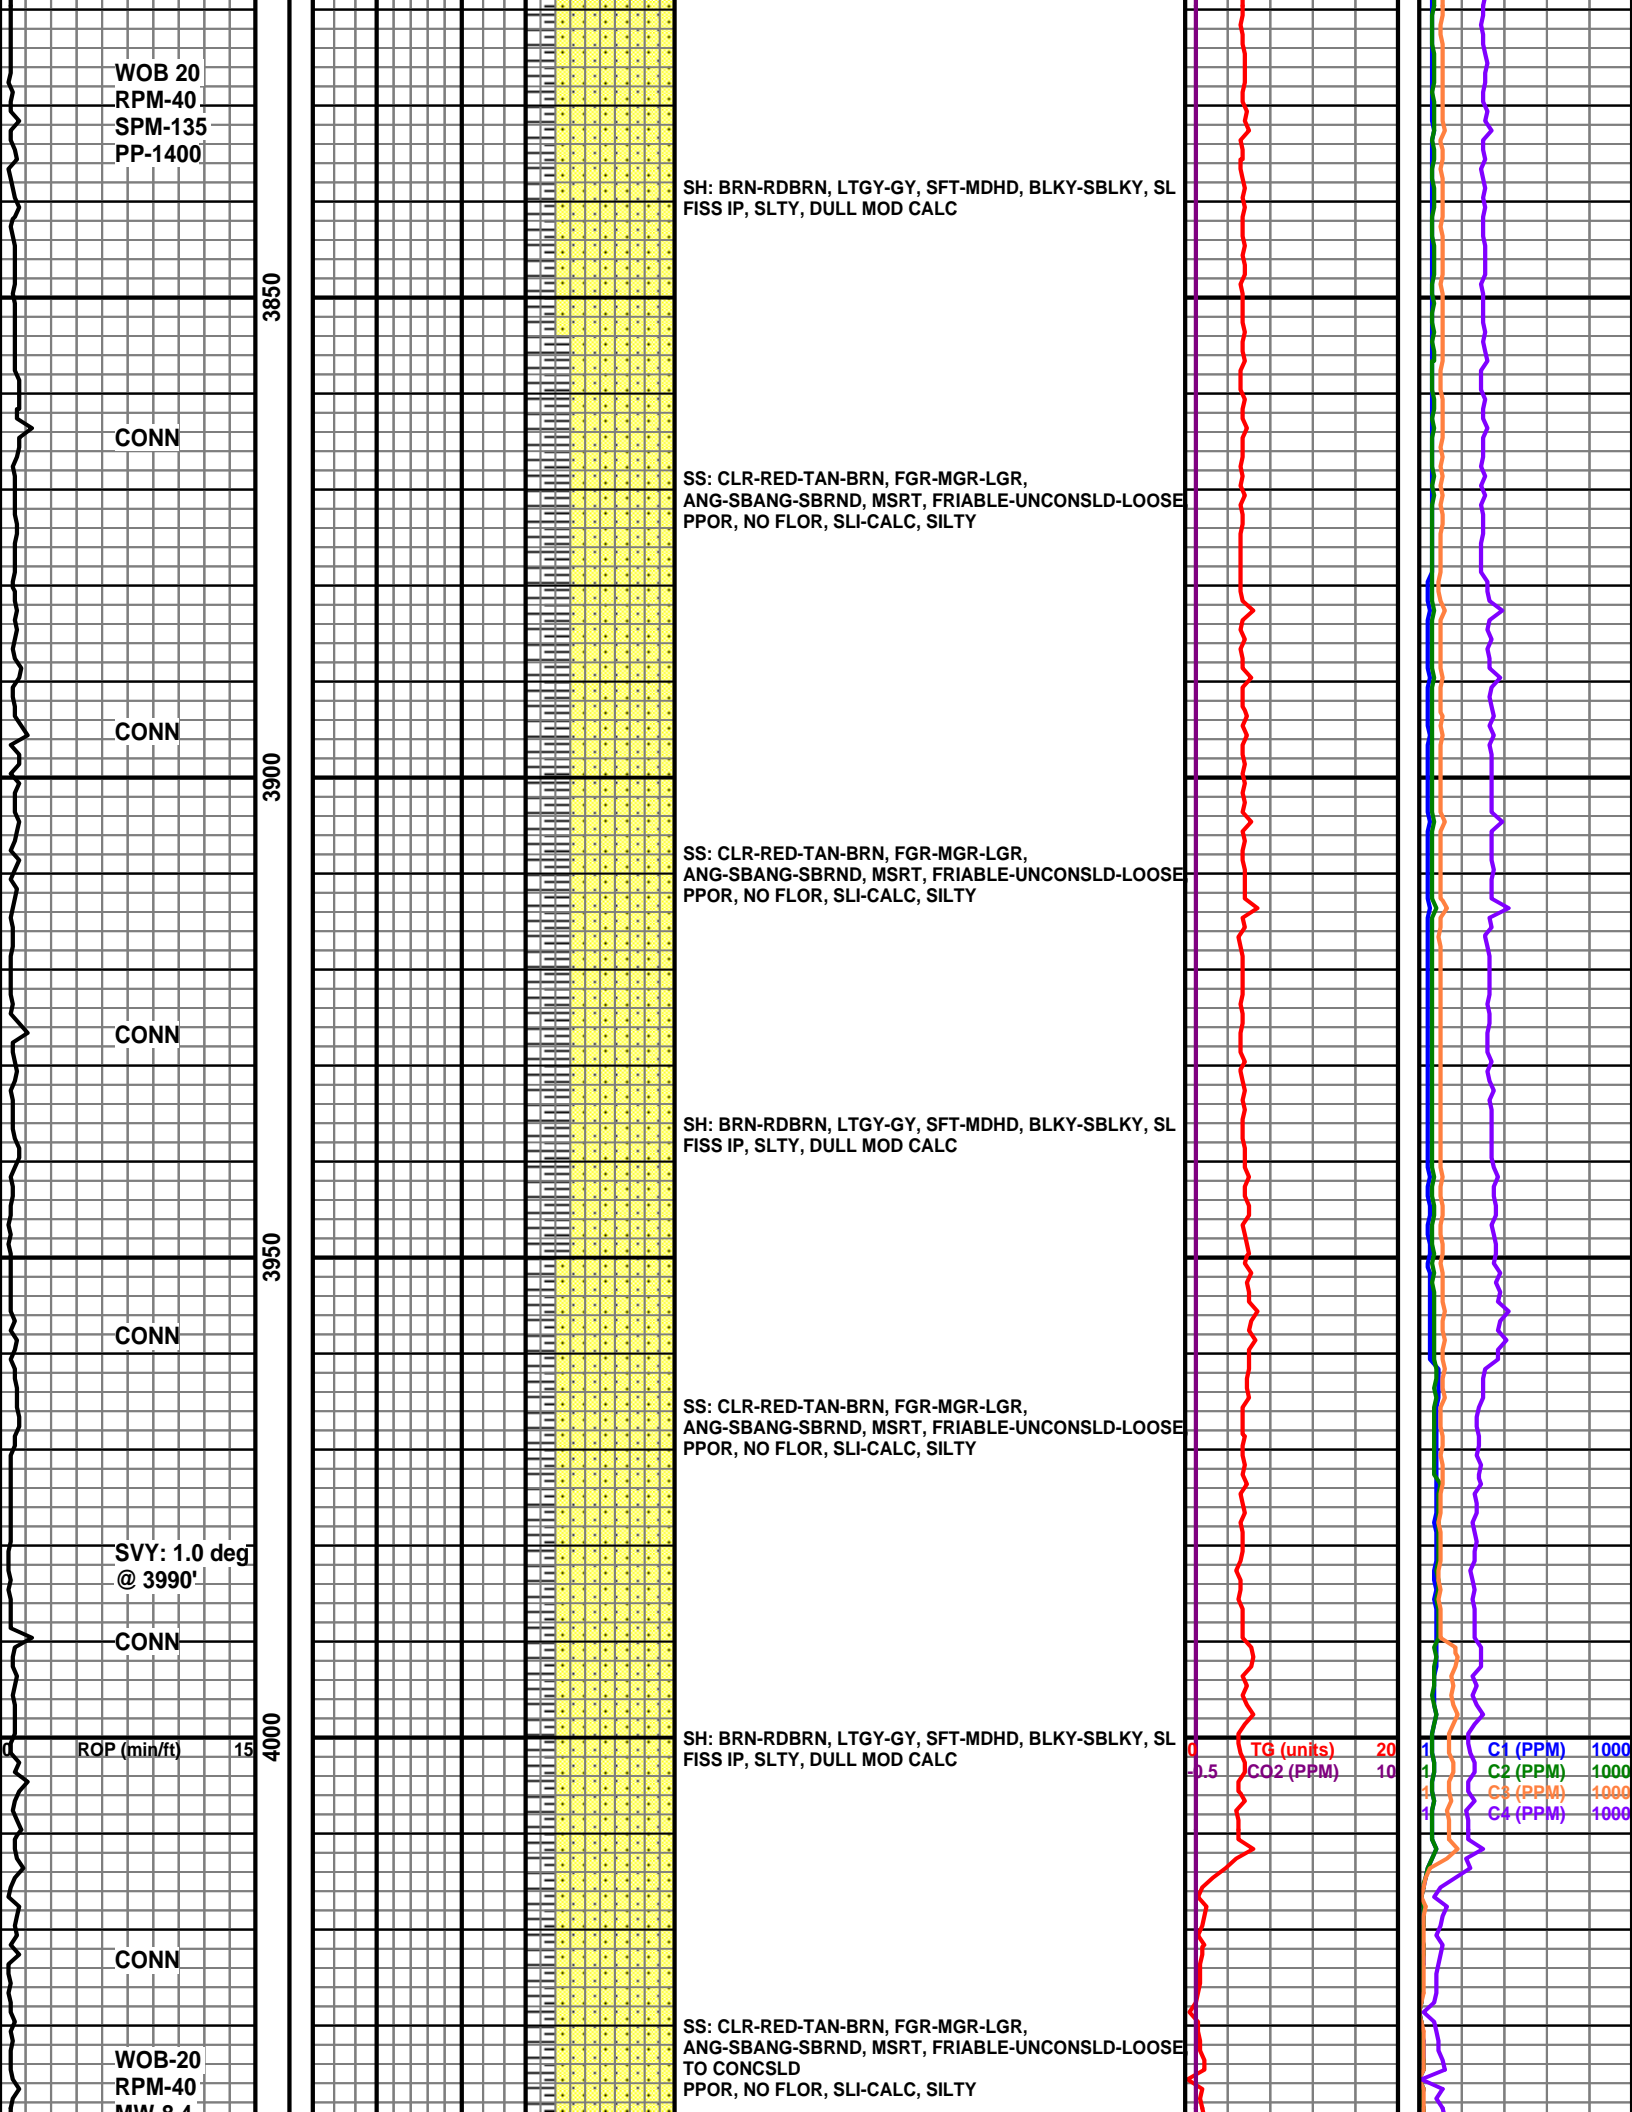 WOB 20
RPM-40
SPM-135
PP-1400
SH: BRN-RDBRN, LTGY-GY, SFT-MDHD, BLKY-SBLKY, SL
FISS IP, SLTY, DULL MOD CALC
3850
CONN
SS: CLR-RED-TAN-BRN, FGR-MGR-LGR,
ANG-SBANG-SBRND, MSRT, FRIABLE-UNCONSLD-LOOSE
PPOR, NO FLOR, SLI-CALC, SILTY
CONN
3900
SS: CLR-RED-TAN-BRN, FGR-MGR-LGR,
ANG-SBANG-SBRND, MSRT, FRIABLE-UNCONSLD-LOOSE,
PPOR, NO FLOR, SLI-CALC, SILTY
CONN
SH: BRN-RDBRN, LTGY-GY, SFT-MDHD, BLKY-SBLKY, SL
FISS IP, SLTY, DULL MOD CALC
3950
CONN
SS: CLR-RED-TAN-BRN, FGR-MGR-LGR,
ANG-SBANG-SBRND, MSRT, FRIABLE-UNCONSLD-LOOSE
PPOR, NO FLOR, SLI-CALC, SILTY
SVY: 1.0 deg
@ 3990'
CONN
4000
SH: BRN-RDBRN, LTGY-GY, SFT-MDHD, BLKY-SBLKY, SL
FISS IP, SLTY, DULL MOD CALC
0 ROP (min/ft) 15
0 TG (units) 20
-0.5 CO2 (PPM) 10
1 C1 (PPM) 1000
1 C2 (PPM) 1000
1 C3 (PPM) 1000
1 C4 (PPM) 1000
CONN
SS: CLR-RED-TAN-BRN, FGR-MGR-LGR,
ANG-SBANG-SBRND, MSRT, FRIABLE-UNCONSLD-LOOSE
TO CONCSLD
PPOR, NO FLOR, SLI-CALC, SILTY
WOB-20
RPM-40
MW-8.4